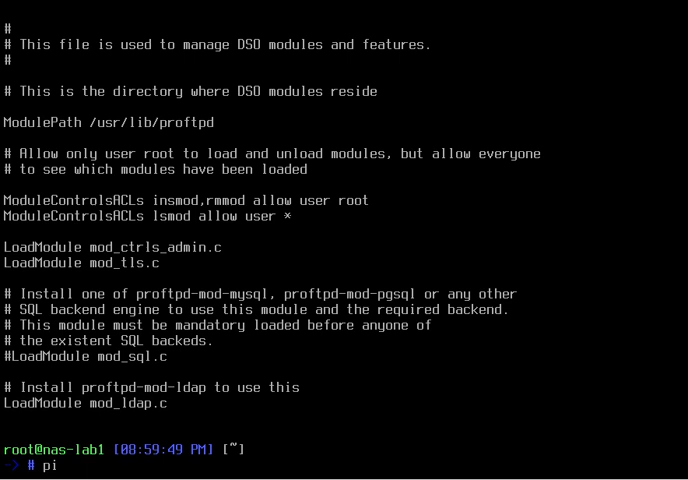 #
# This file is used to manage DSO modules and features.
#
# This is the directory where DSO modules reside
ModulePath /usr/lib/proftpd
# Allow only user root to load and unload modules, but allow everyone
# to see which modules have been loaded
ModuleControlsACLs insmod,rmmod allow user root
ModuleControlsACLs lsmod allow user *
LoadModule mod_ctrls_admin.c
LoadModule mod_tls.c
# Install one of proftpd-mod-mysql, proftpd-mod-pgsql or any other
# SQL backend engine to use this module and the required backend.
# This module must be mandatory loaded before anyone of
# the existent SQL backeds.
#LoadModule mod_sql.c
# Install proftpd-mod-ldap to use this
LoadModule mod_ldap.c
root@nas-lab1 [08:59:49 PM] [~]
-> # pi